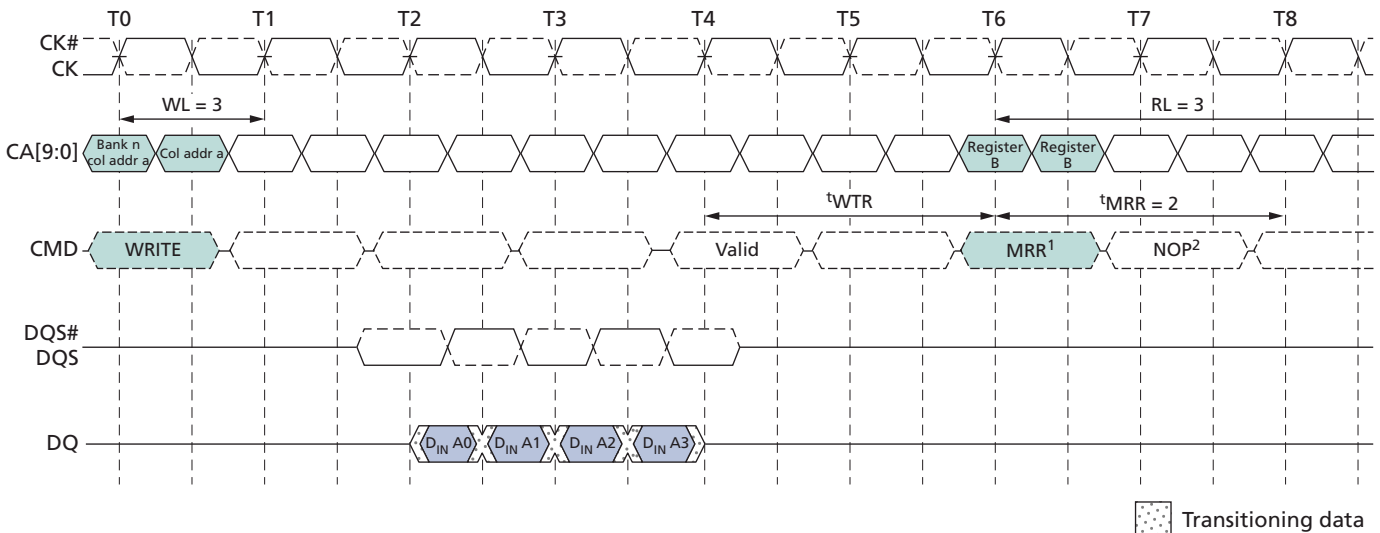 T0 T1 T2 T3 T4 T5 T6 T7 T8
CK#
CK
WL = 3 RL = 3
CA[9:0] Bank n col addr a Col addr a Register B Register B
tWTR tMRR = 2
CMD WRITE Valid MRR1 NOP2
DQS#
DQS
DQ DIN A0 DIN A1 DIN A2 DIN A3
Transitioning data